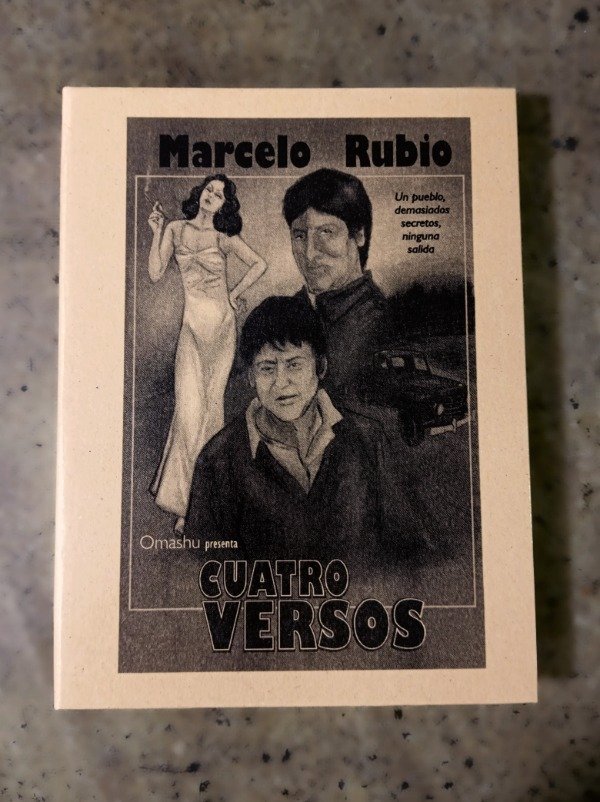 Marcelo Rubio
Un pueblo,
demasiados
secretos,
ninguna
salida
Omashu presenta
CUATRO
VERSOS